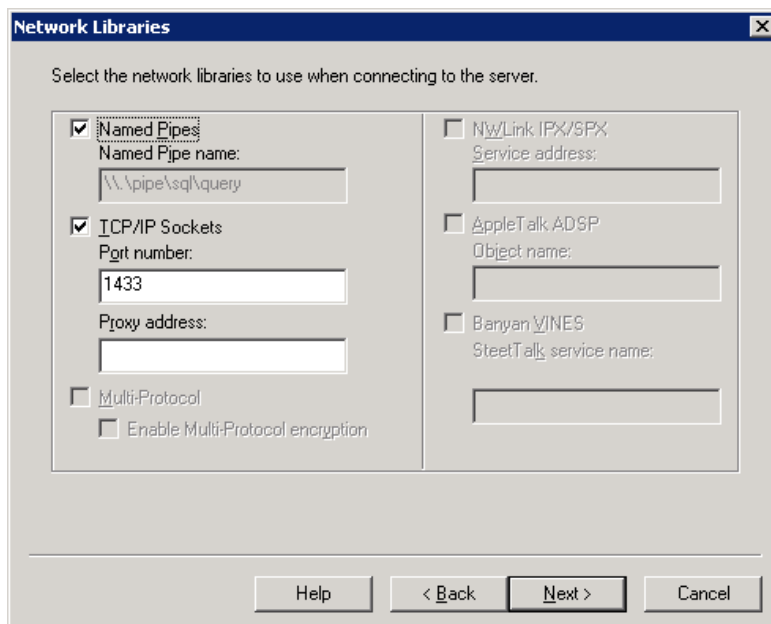 Network Libraries
Select the network libraries to use when connecting to the server.
Named Pipes
Named Pipe name:
\\.\pipe\sql\query
TCP/IP Sockets
Port number:
1433
Proxy address:
Multi-Protocol
Enable Multi-Protocol encryption
NWLink IPX/SPX
Service address:
AppleTalk ADSP
Object name:
Banyan VINES
SteetTalk service name:
Help
< Back
Next >
Cancel